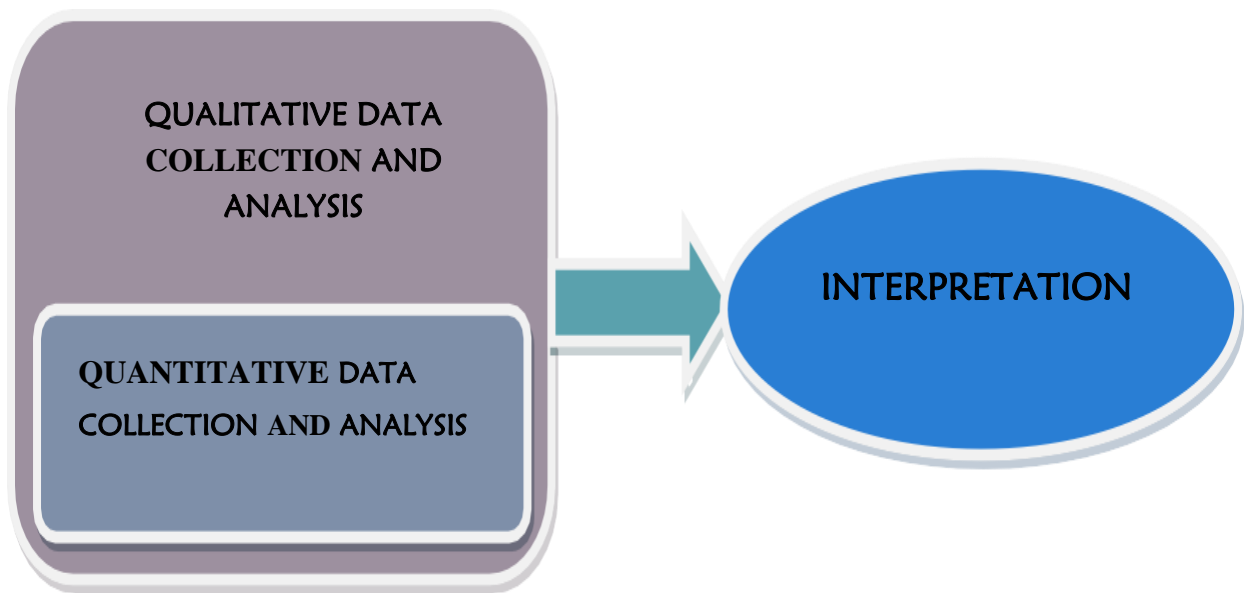 QUALITATIVE DATA
COLLECTION AND
ANALYSIS
QUANTITATIVE DATA
COLLECTION AND ANALYSIS
INTERPRETATION